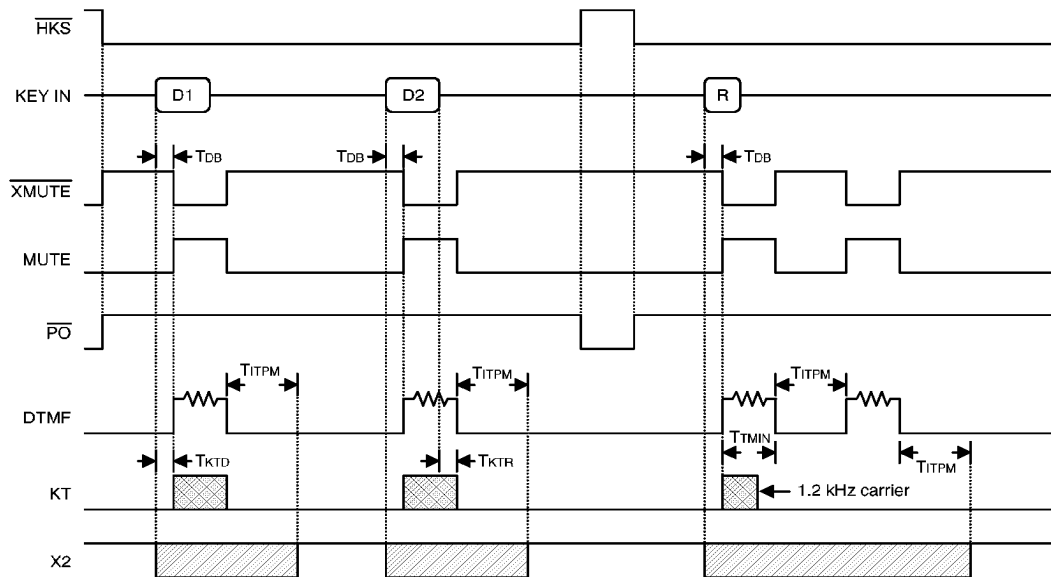 HKS
KEY IN D1 D2 R
TDB TDB TDB
XMUTE
MUTE
PO
TITPM TITPM TITPM
DTMF
TKTD TKTR TTMIN TITPM
KT 1.2 kHz carrier
X2